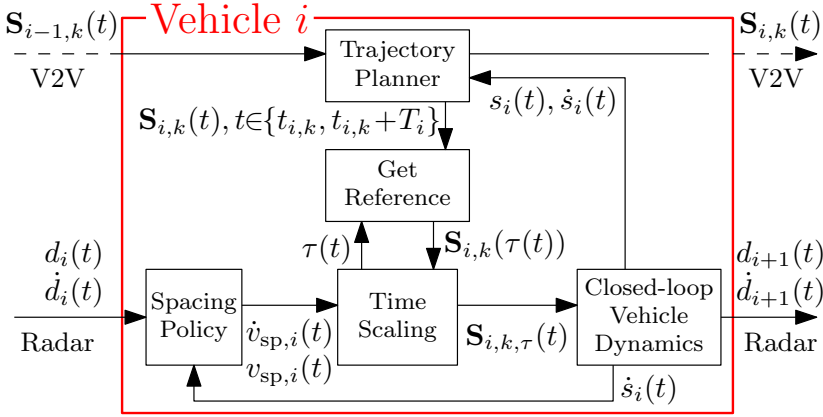 Vehicle i
𝐒_{i−1,k}(t)
V2V
Trajectory
Planner
𝐒_{i,k}(t)
V2V
s_i(t), ṡ_i(t)
𝐒_{i,k}(t), t∈{t_{i,k}, t_{i,k}+T_i}
Get
Reference
τ(t)
𝐒_{i,k}(τ(t))
d_i(t)
ḋ_i(t)
Radar
Spacing
Policy
v̇_{sp,i}(t)
v_{sp,i}(t)
Time
Scaling
𝐒_{i,k,τ}(t)
Closed-loop
Vehicle
Dynamics
d_{i+1}(t)
ḋ_{i+1}(t)
Radar
ṡ_i(t)